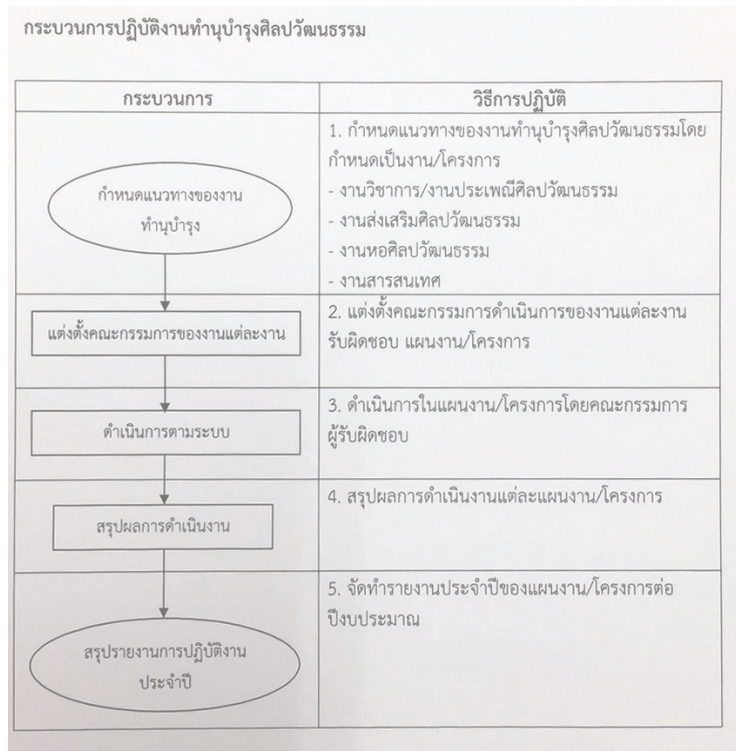 กระบวนการปฏิบัติงานทำนุบำรุงศิลปวัฒนธรรม
กระบวนการ
วิธีการปฏิบัติ
กำหนดแนวทางของงาน
ทำนุบำรุง
1. กำหนดแนวทางของงานทำนุบำรุงศิลปวัฒนธรรมโดย
กำหนดเป็นงาน/โครงการ
- งานวิชาการ/งานประเพณีศิลปวัฒนธรรม
- งานส่งเสริมศิลปวัฒนธรรม
- งานหอศิลปวัฒนธรรม
- งานสารสนเทศ
แต่งตั้งคณะกรรมการของงานแต่ละงาน
2. แต่งตั้งคณะกรรมการดำเนินการของงานแต่ละงาน
รับผิดชอบ แผนงาน/โครงการ
ดำเนินการตามระบบ
3. ดำเนินการในแผนงาน/โครงการโดยคณะกรรมการ
ผู้รับผิดชอบ
สรุปผลการดำเนินงาน
4. สรุปผลการดำเนินงานแต่ละแผนงาน/โครงการ
สรุปรายงานการปฏิบัติงาน
ประจำปี
5. จัดทำรายงานประจำปีของแผนงาน/โครงการต่อ
ปีงบประมาณ